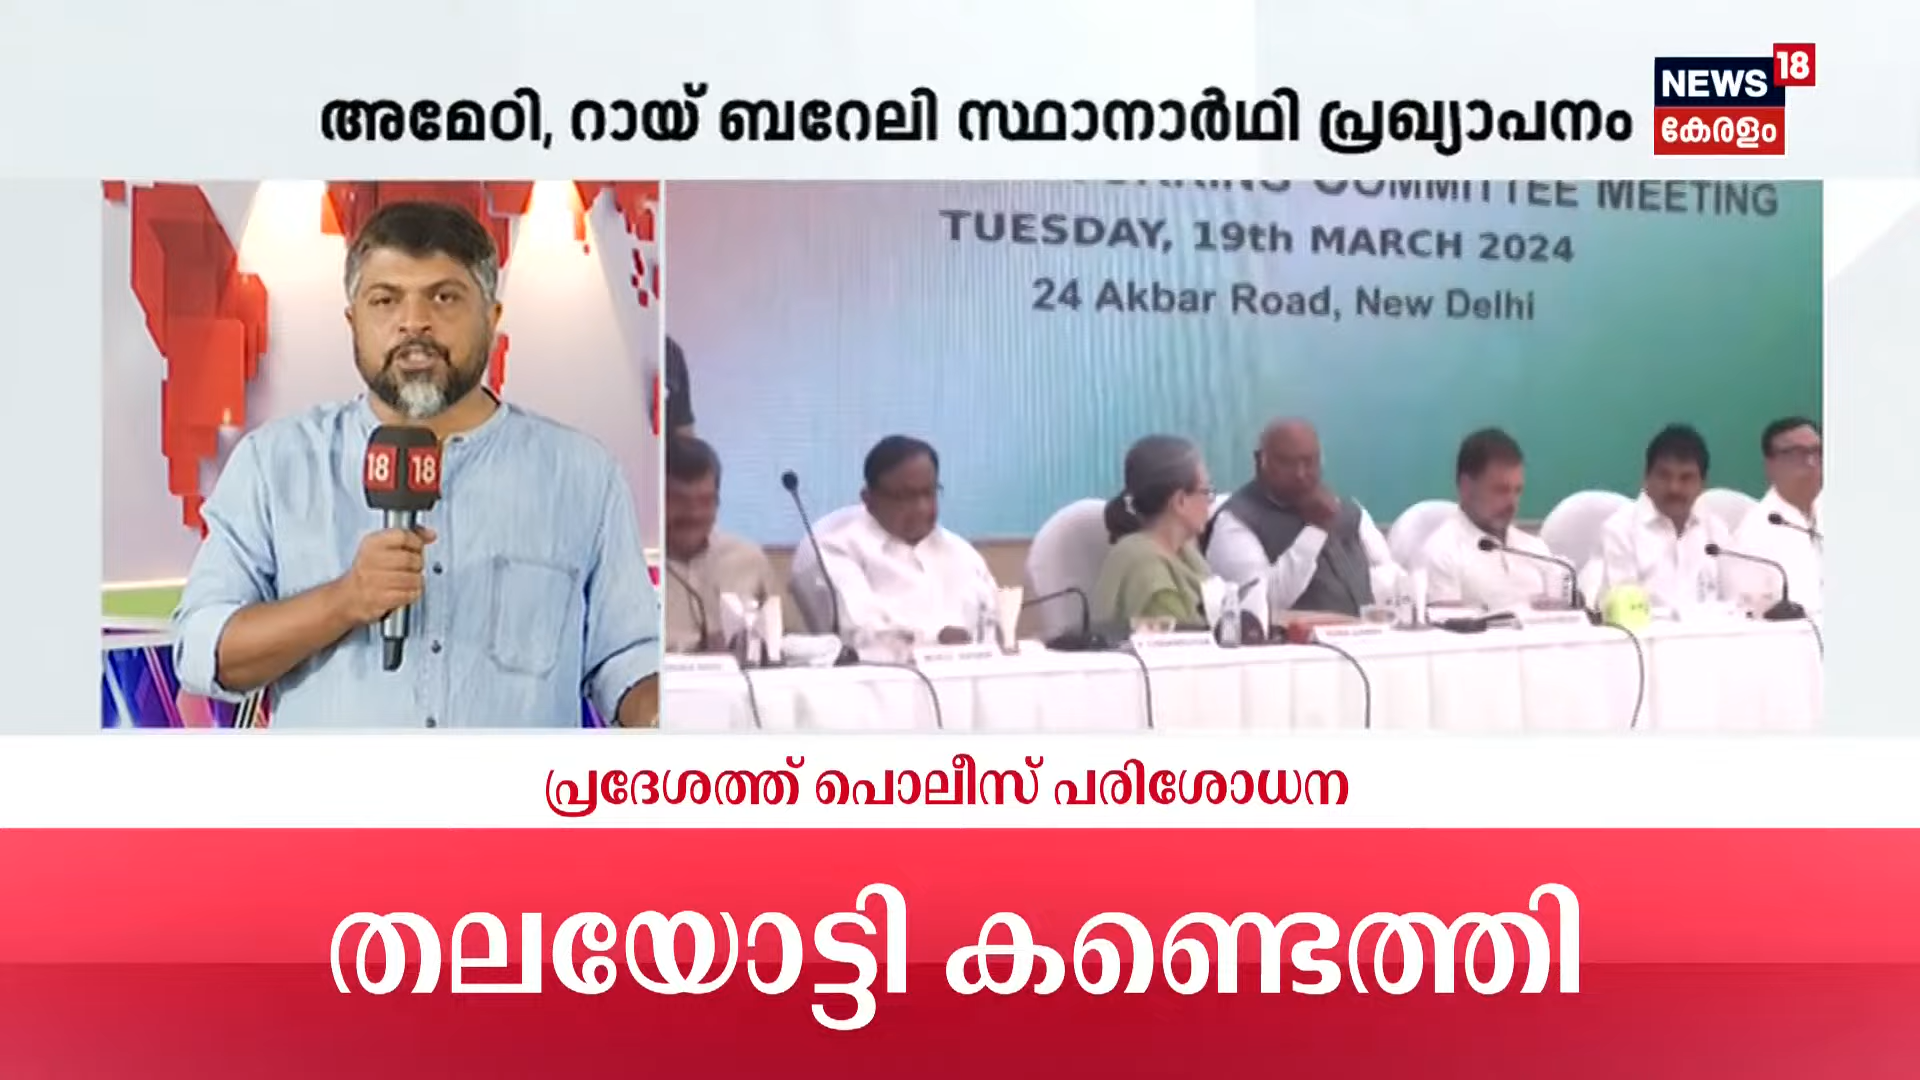 അമേഠി, റായ് ബറേലി സ്ഥാനാർഥി പ്രഖ്യാപനം
NEWS 18
കേരളം
COMMITTEE MEETING
TUESDAY, 19th MARCH 2024
24 Akbar Road, New Delhi
18 18
പ്രദേശത്ത് പൊലീസ് പരിശോധന
തലയോട്ടി കണ്ടെത്തി